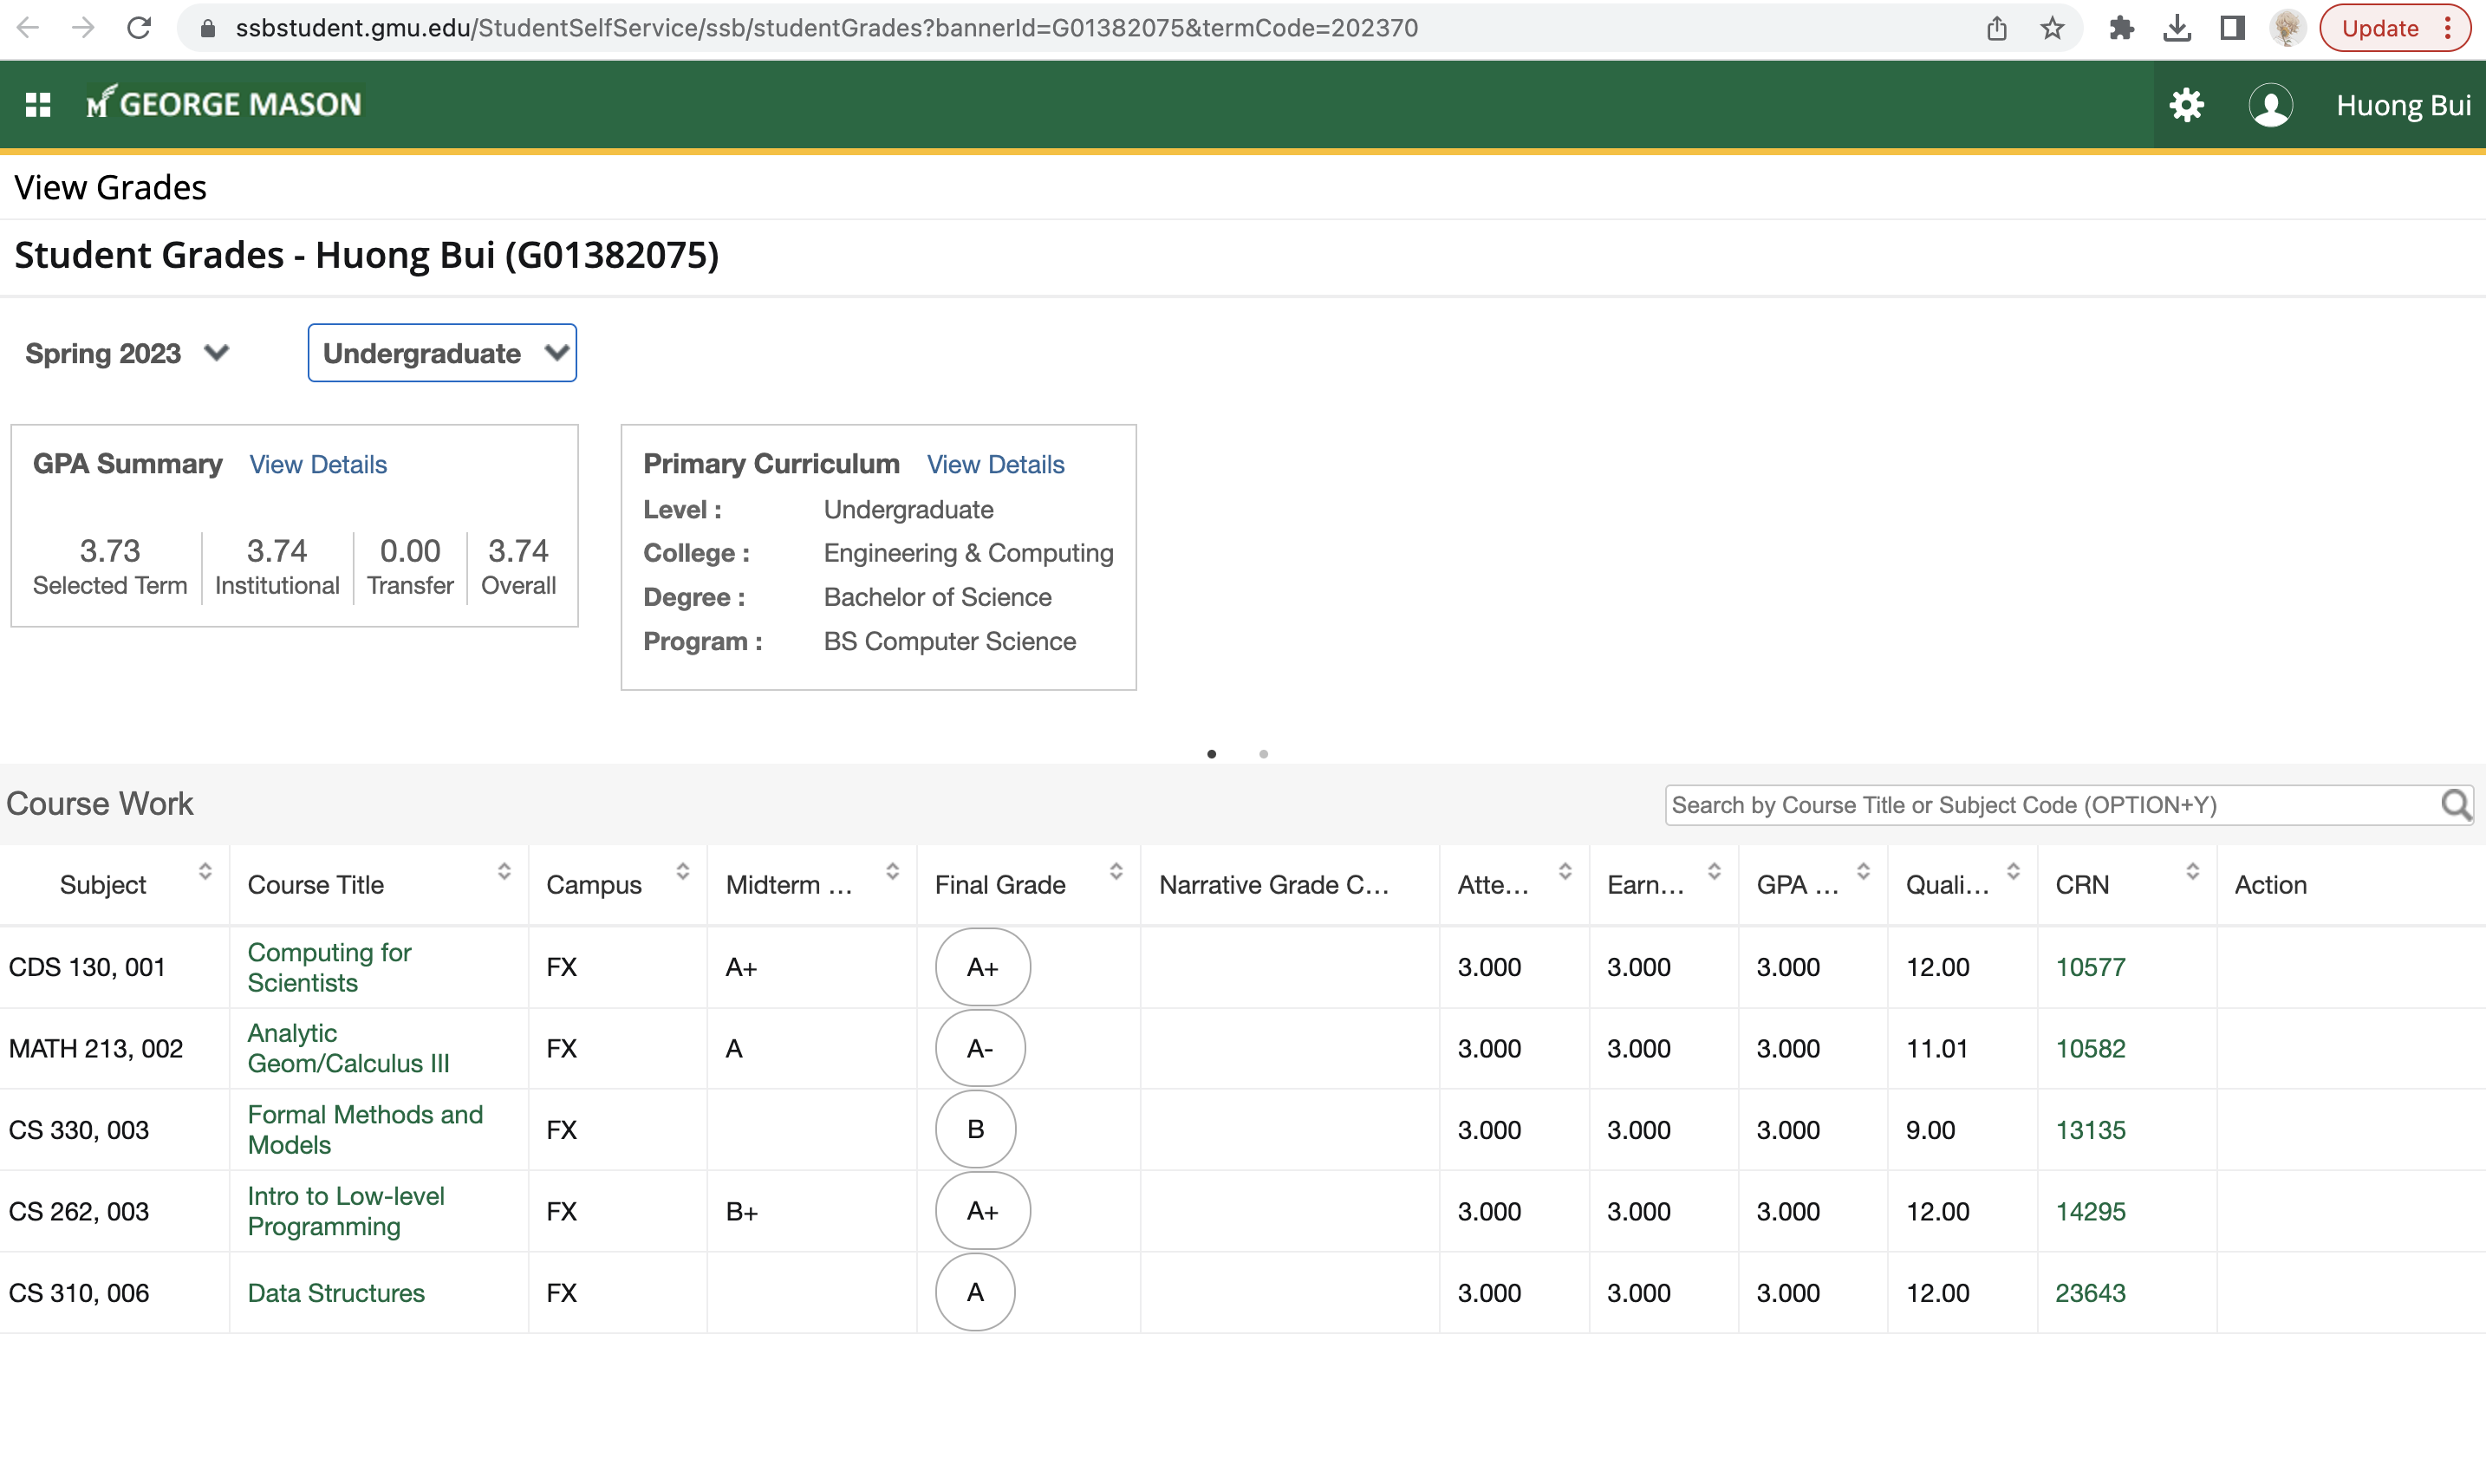 ssbstudent.gmu.edu/StudentSelfService/ssb/studentGrades?bannerId=G01382075&termCode=202370
Update
GEORGE MASON
Huong Bui
View Grades
Student Grades - Huong Bui (G01382075)
Spring 2023
Undergraduate
GPA Summary View Details
3.73 3.74 0.00 3.74
Selected Term Institutional Transfer Overall
Primary Curriculum View Details
Level : Undergraduate
College : Engineering & Computing
Degree : Bachelor of Science
Program : BS Computer Science
Course Work
Search by Course Title or Subject Code (OPTION+Y)
Subject Course Title Campus Midterm ... Final Grade Narrative Grade C... Atte... Earn... GPA ... Quali... CRN Action
CDS 130, 001 Computing for Scientists FX A+ A+ 3.000 3.000 3.000 12.00 10577
MATH 213, 002 Analytic Geom/Calculus III FX A A- 3.000 3.000 3.000 11.01 10582
CS 330, 003 Formal Methods and Models FX B 3.000 3.000 3.000 9.00 13135
CS 262, 003 Intro to Low-level Programming FX B+ A+ 3.000 3.000 3.000 12.00 14295
CS 310, 006 Data Structures FX A 3.000 3.000 3.000 12.00 23643